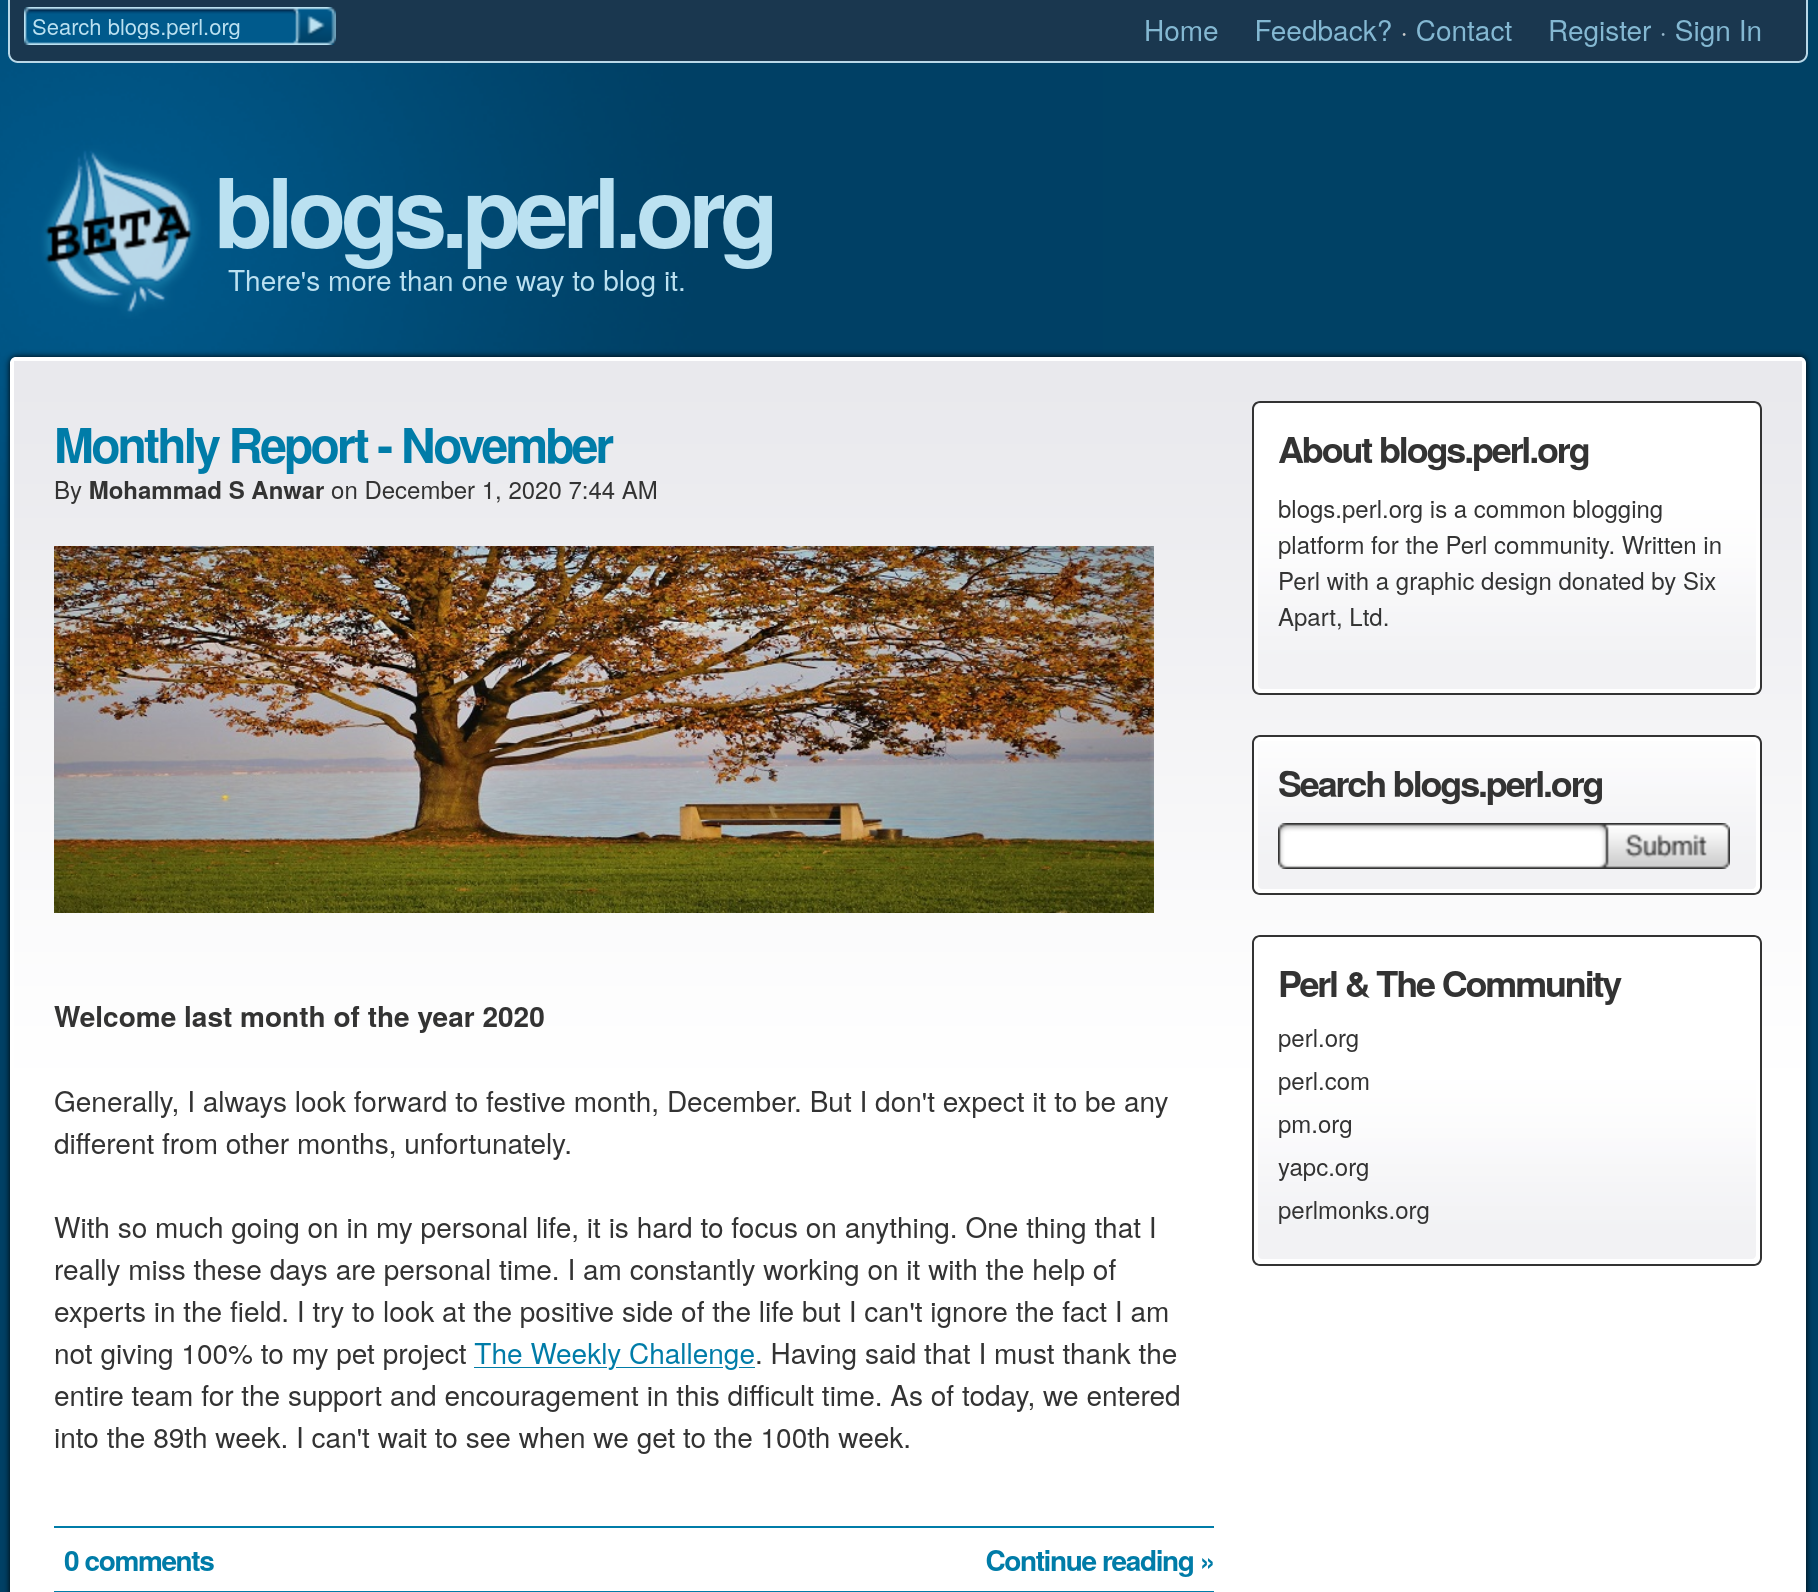 Search blogs.perl.org
Home Feedback? · Contact Register · Sign In
BETA
blogs.perl.org
There's more than one way to blog it.
Monthly Report - November
By Mohammad S Anwar on December 1, 2020 7:44 AM
Welcome last month of the year 2020
Generally, I always look forward to festive month, December. But I don't expect it to be any
different from other months, unfortunately.
With so much going on in my personal life, it is hard to focus on anything. One thing that I
really miss these days are personal time. I am constantly working on it with the help of
experts in the field. I try to look at the positive side of the life but I can't ignore the fact I am
not giving 100% to my pet project The Weekly Challenge. Having said that I must thank the
entire team for the support and encouragement in this difficult time. As of today, we entered
into the 89th week. I can't wait to see when we get to the 100th week.
0 comments
Continue reading »
About blogs.perl.org
blogs.perl.org is a common blogging
platform for the Perl community. Written in
Perl with a graphic design donated by Six
Apart, Ltd.
Search blogs.perl.org
Submit
Perl & The Community
perl.org
perl.com
pm.org
yapc.org
perlmonks.org